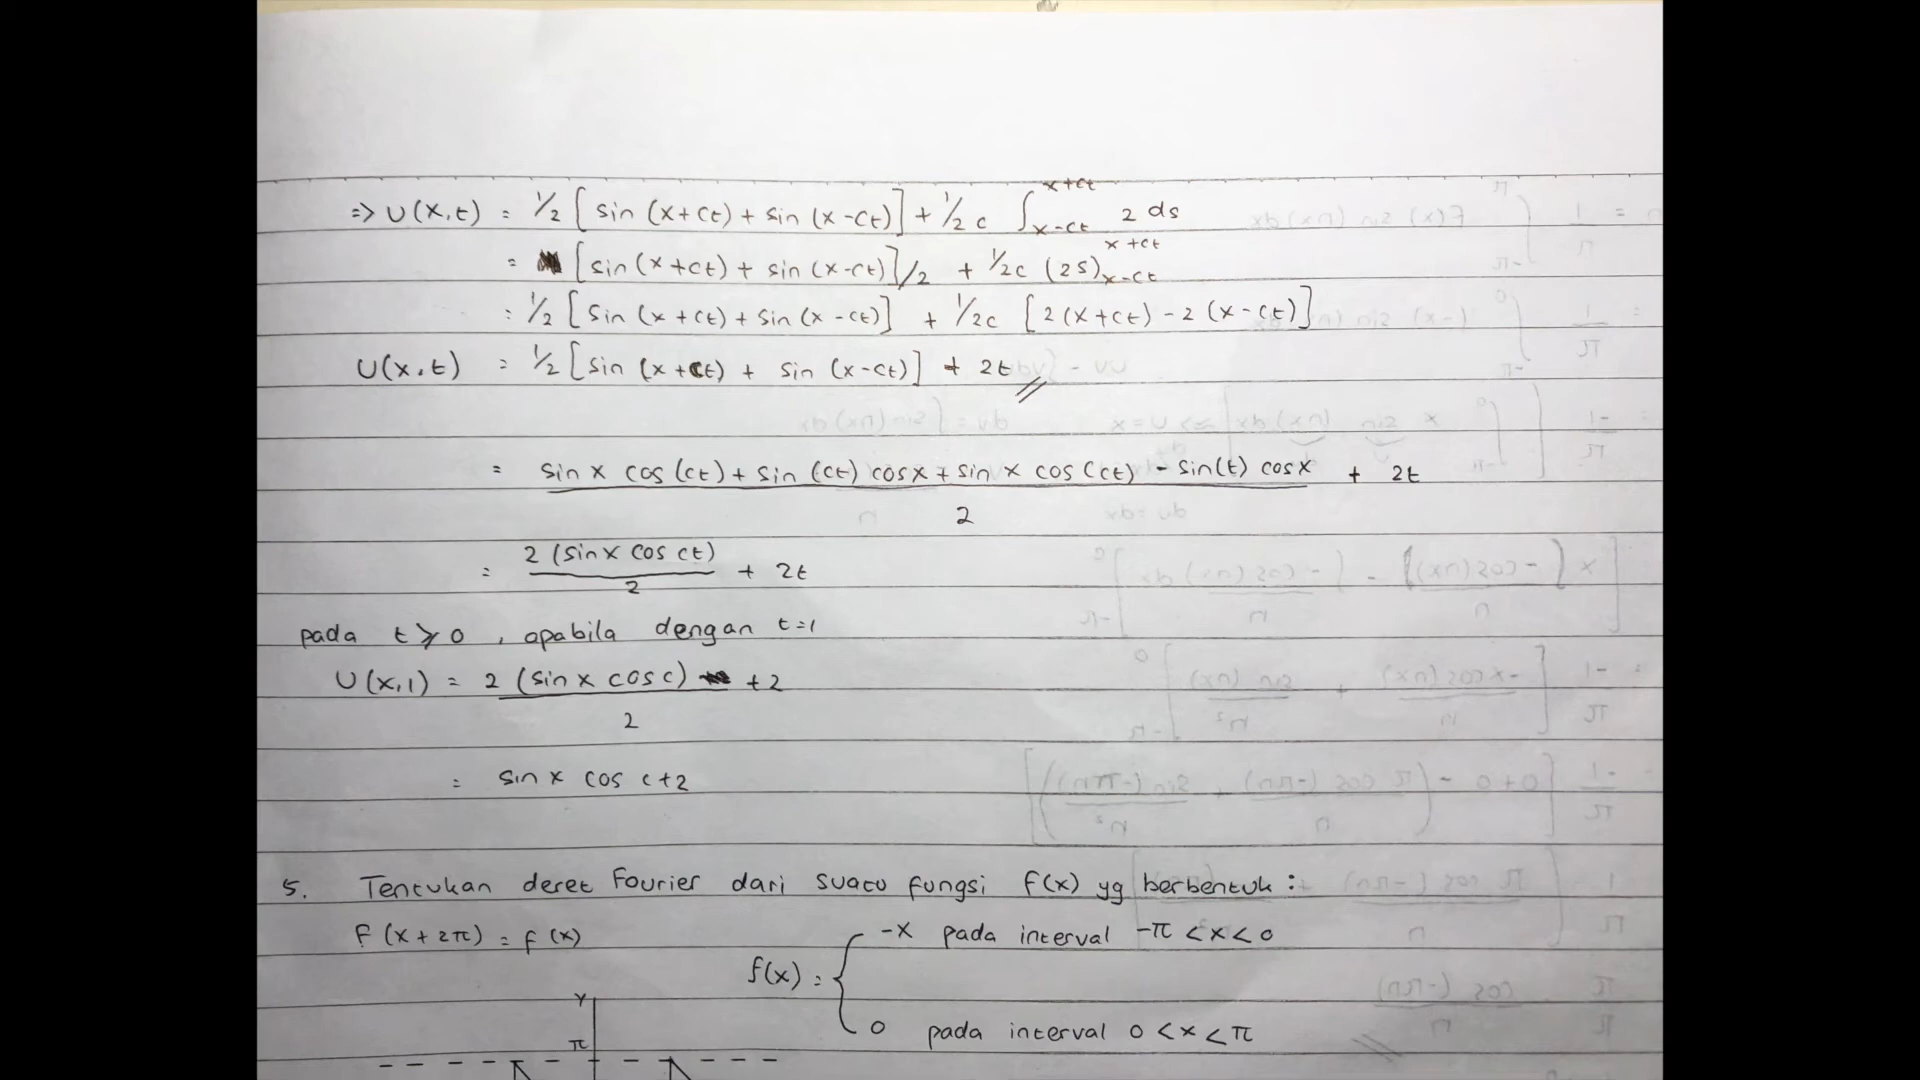 => U(x,t) = 1/2 [ sin (x+ct) + sin (x-ct)] + 1/2c ∫_{x-ct}^{x+ct} 2 ds
= [sin (x+ct) + sin (x-ct)]/2 + 1/2c (2s)_{x-ct}^{x+ct}
= 1/2 [sin (x+ct) + sin (x-ct)] + 1/2c [2(x+ct) - 2 (x-ct)]
U(x,t) = 1/2 [sin (x+ct) + sin (x-ct)] + 2t //
= sin x cos (ct) + sin (ct) cos x + sin x cos (ct) - sin(t) cos x + 2t
2
= 2 (sin x cos ct) + 2t
2
pada t ≥ 0 , apabila dengan t=1
U (x,1) = 2 (sin x cos c) + 2
2
= sin x cos c+2
5. Tentukan deret Fourier dari suatu fungsi f(x) yg berbentuk :
F (x + 2π) = f (x)
-x pada interval -π < x < 0
f(x) = {
0 pada interval 0 < x < π
Y
π